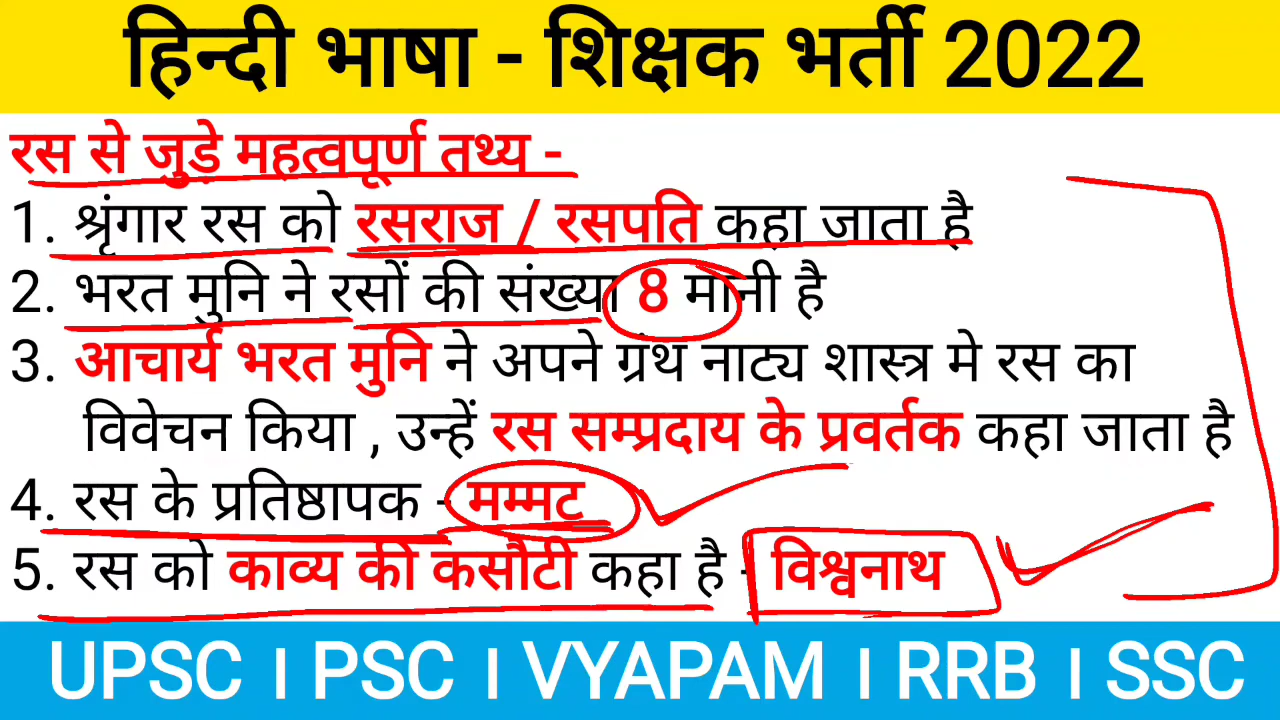 हिन्दी भाषा - शिक्षक भर्ती 2022
रस से जुड़े महत्वपूर्ण तथ्य -
1. श्रृंगार रस को रसराज / रसपति कहा जाता है
2. भरत मुनि ने रसों की संख्या 8 मानी है
3. आचार्य भरत मुनि ने अपने ग्रंथ नाट्य शास्त्र मे रस का
विवेचन किया , उन्हें रस सम्प्रदाय के प्रवर्तक कहा जाता है
4. रस के प्रतिष्ठापक - मम्मट
5. रस को काव्य की कसौटी कहा है - विश्वनाथ
UPSC । PSC । VYAPAM । RRB । SSC